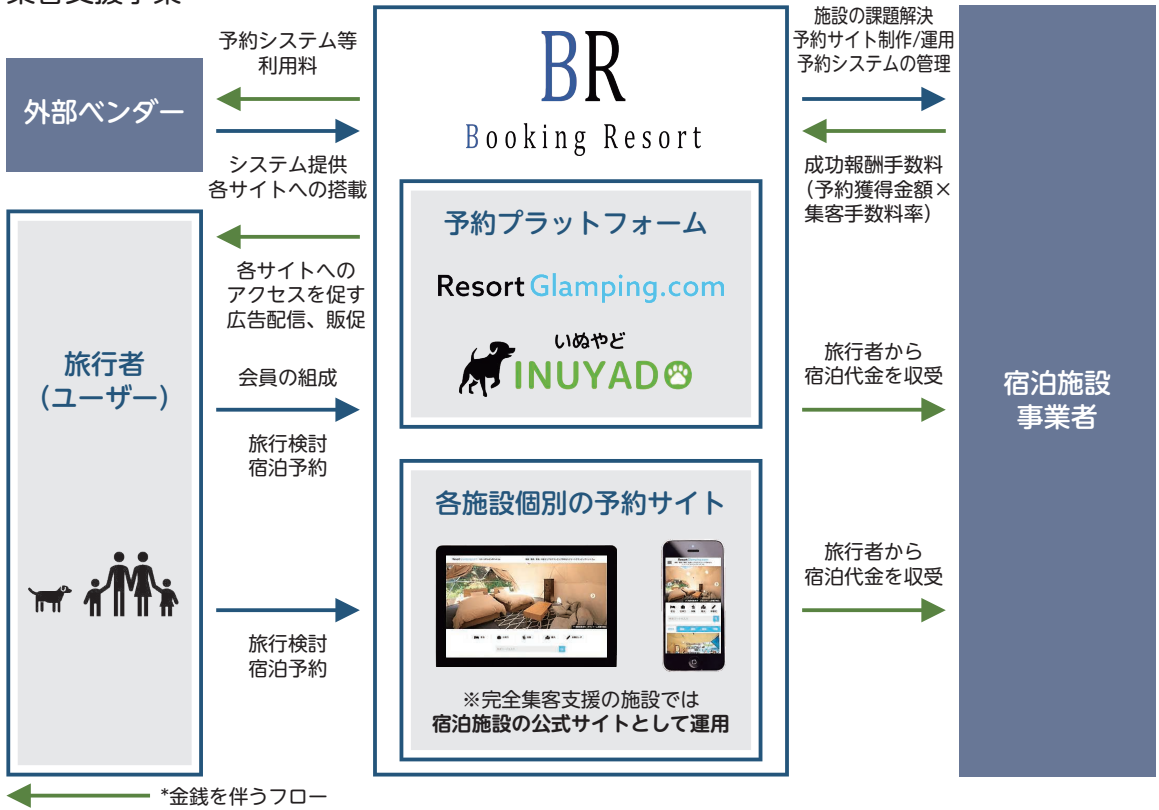 集客支援事業
外部ベンダー
予約システム等
利用料
システム提供
各サイトへの搭載
BR
Booking Resort
施設の課題解決
予約サイト制作/運用
予約システムの管理
成功報酬手数料
（予約獲得金額×
集客手数料率）
旅行者
(ユーザー)
各サイトへの
アクセスを促す
広告配信、販促
会員の組成
旅行検討
宿泊予約
旅行検討
宿泊予約
予約プラットフォーム
Resort Glamping.com
いぬやど
INUYADO
各施設個別の予約サイト
※完全集客支援の施設では
宿泊施設の公式サイトとして運用
旅行者から
宿泊代金を収受
旅行者から
宿泊代金を収受
宿泊施設
事業者
*金銭を伴うフロー